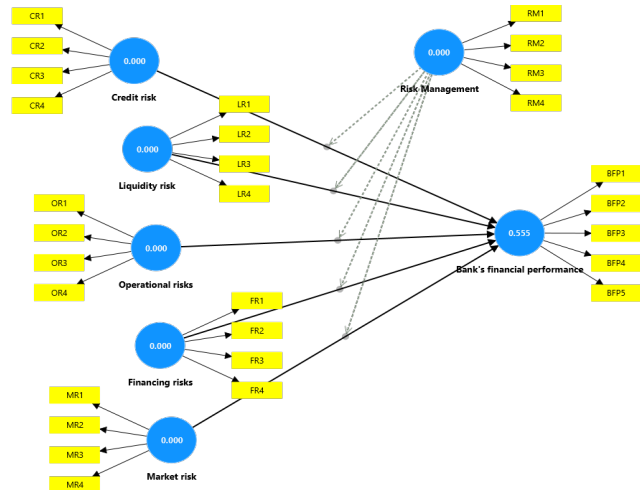 CR1
CR2
CR3
CR4
0.000
Credit risk
RM1
RM2
RM3
RM4
0.000
Risk Management
LR1
LR2
LR3
LR4
0.000
Liquidity risk
OR1
OR2
OR3
OR4
0.000
Operational risks
BFP1
BFP2
BFP3
BFP4
BFP5
0.555
Bank's financial performance
FR1
FR2
FR3
FR4
0.000
Financing risks
MR1
MR2
MR3
MR4
0.000
Market risk